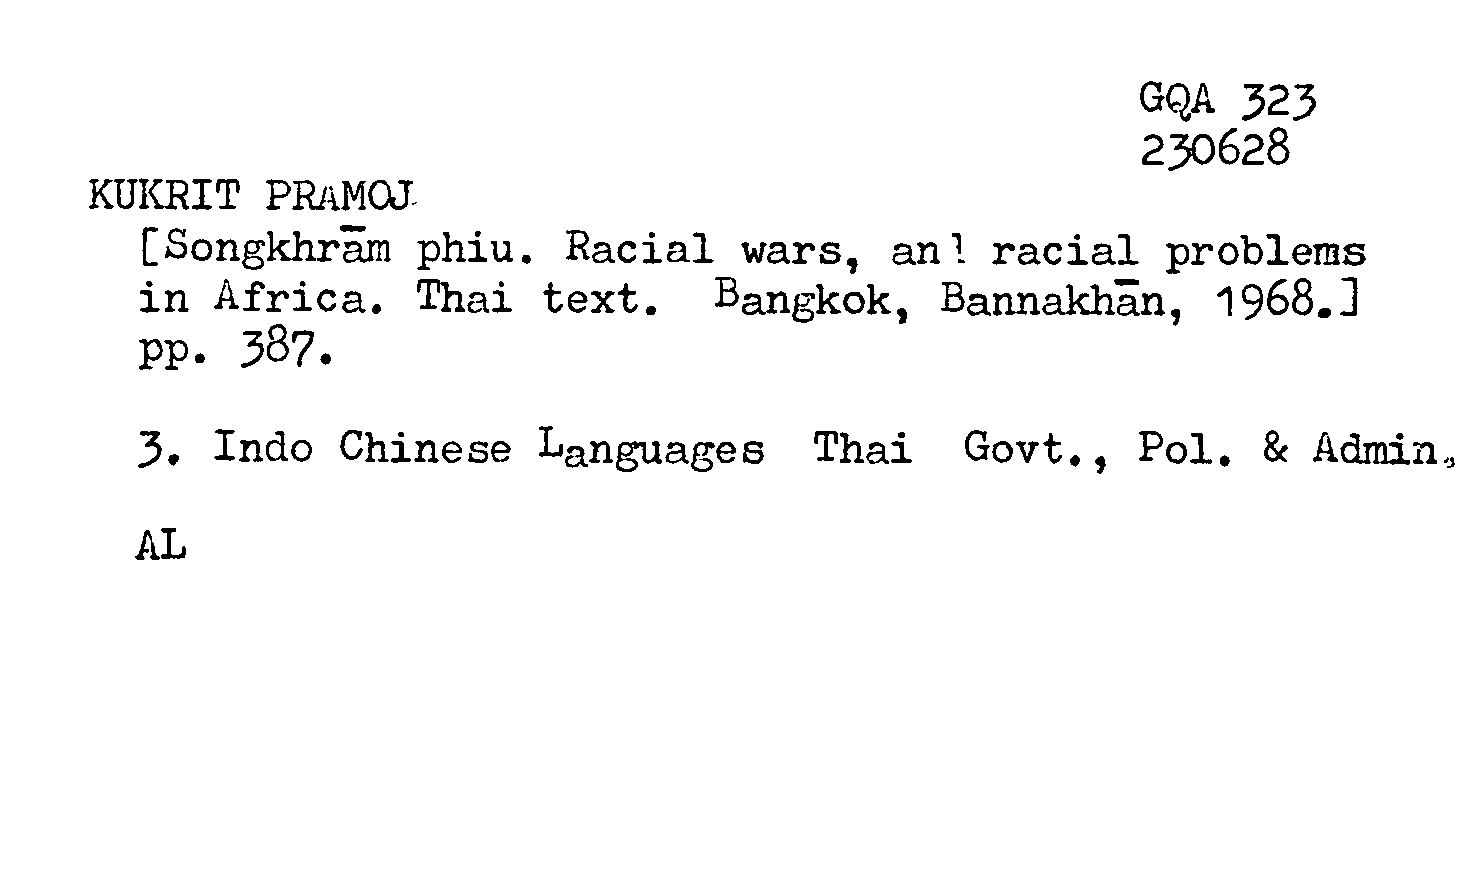 GQA 323
230628
KUKRIT PRAMOJ
[Songkhrām phiu. Racial wars, and racial problems
in Africa. Thai text. Bangkok, Bannakhān, 1968.]
pp. 387.
3. Indo Chinese Languages Thai Govt., Pol. & Admin.,
AL